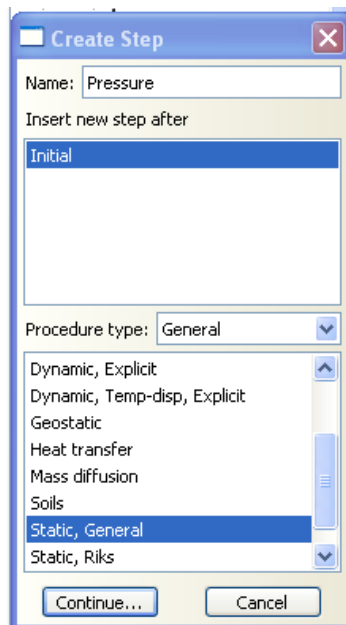 Create Step
Name: Pressure
Insert new step after
Initial
Procedure type: General
Dynamic, Explicit
Dynamic, Temp-disp, Explicit
Geostatic
Heat transfer
Mass diffusion
Soils
Static, General
Static, Riks
Continue... Cancel